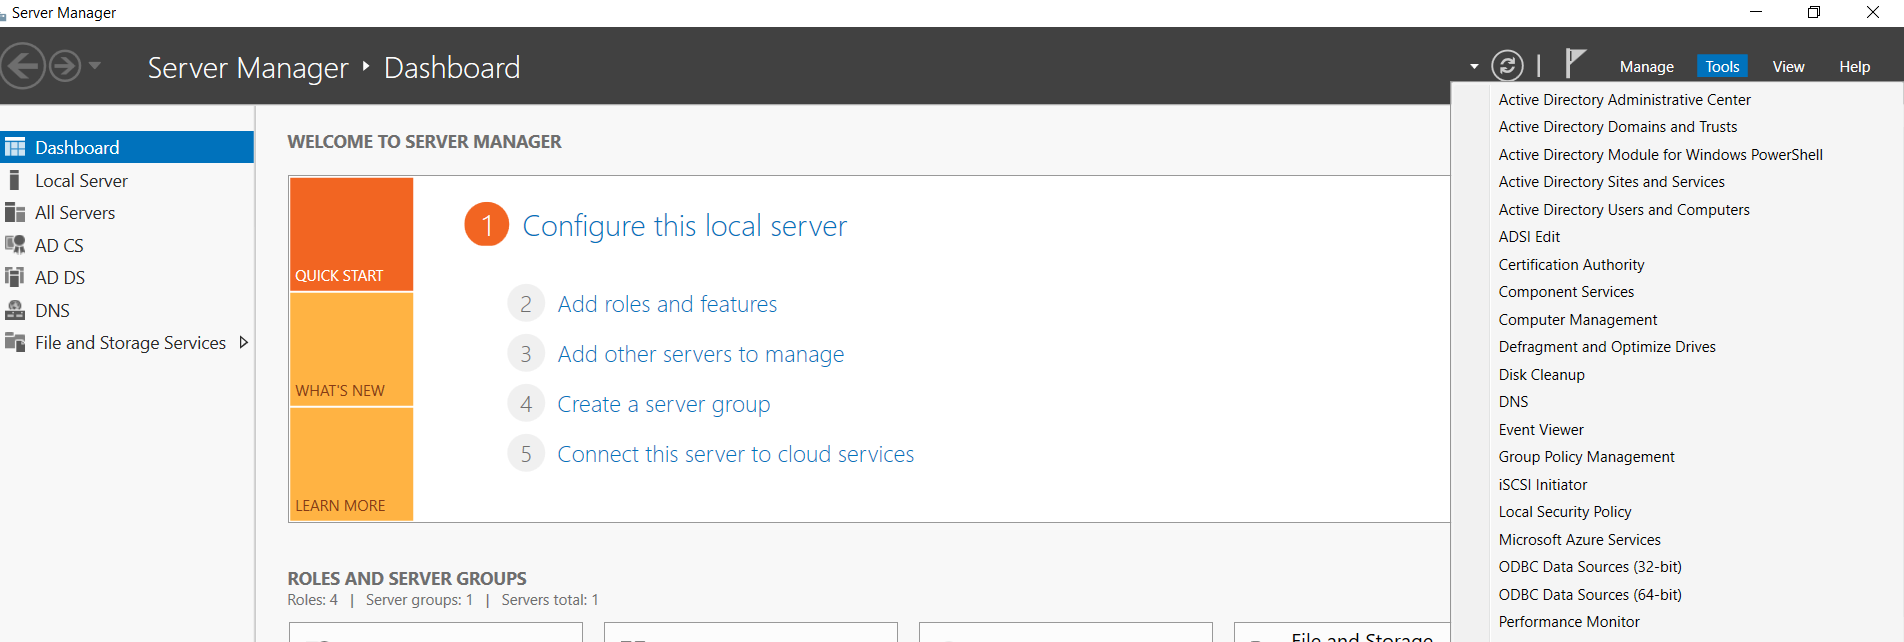 Server Manager
Server Manager ‣ Dashboard
Manage Tools View Help
Dashboard
Local Server
All Servers
AD CS
AD DS
DNS
File and Storage Services
WELCOME TO SERVER MANAGER
QUICK START
WHAT'S NEW
LEARN MORE
1 Configure this local server
2 Add roles and features
3 Add other servers to manage
4 Create a server group
5 Connect this server to cloud services
ROLES AND SERVER GROUPS
Roles: 4 | Server groups: 1 | Servers total: 1
File and Storage
Active Directory Administrative Center
Active Directory Domains and Trusts
Active Directory Module for Windows PowerShell
Active Directory Sites and Services
Active Directory Users and Computers
ADSI Edit
Certification Authority
Component Services
Computer Management
Defragment and Optimize Drives
Disk Cleanup
DNS
Event Viewer
Group Policy Management
iSCSI Initiator
Local Security Policy
Microsoft Azure Services
ODBC Data Sources (32-bit)
ODBC Data Sources (64-bit)
Performance Monitor